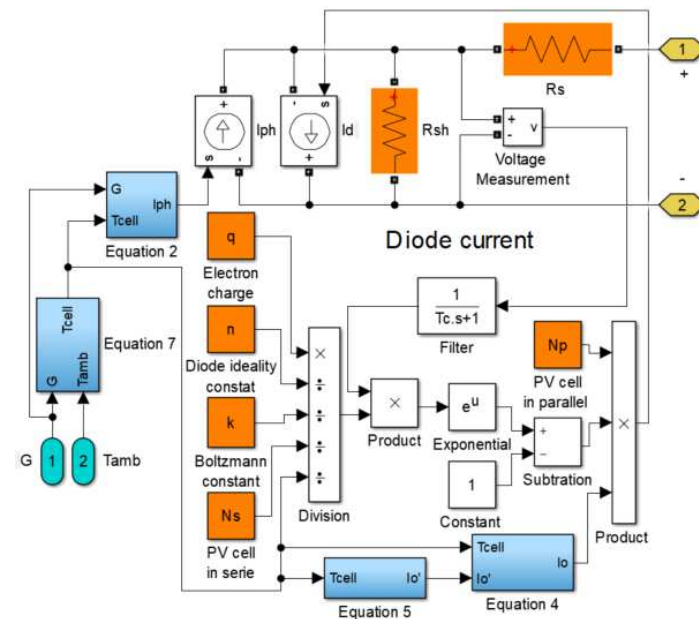 1
+
Rs
+
-
s
+
+
Iph
Id
Rsh
+
-
v
s
-
+
Voltage
Measurement
-
2
G
Iph
Tcell
Equation 2
Diode current
q
Electron
charge
1
Tc.s+1
Filter
Tcell
Equation 7
G
Tamb
n
Diode ideality
constat
×
÷
÷
÷
÷
Division
Np
PV cell
in parallel
×
Product
e^u
Exponential
+
−
Subtration
×
Product
k
Boltzmann
constant
G
1
2
Tamb
1
Constant
Ns
PV cell
in serie
Tcell
Io'
Equation 5
Tcell
Io
Io'
Equation 4